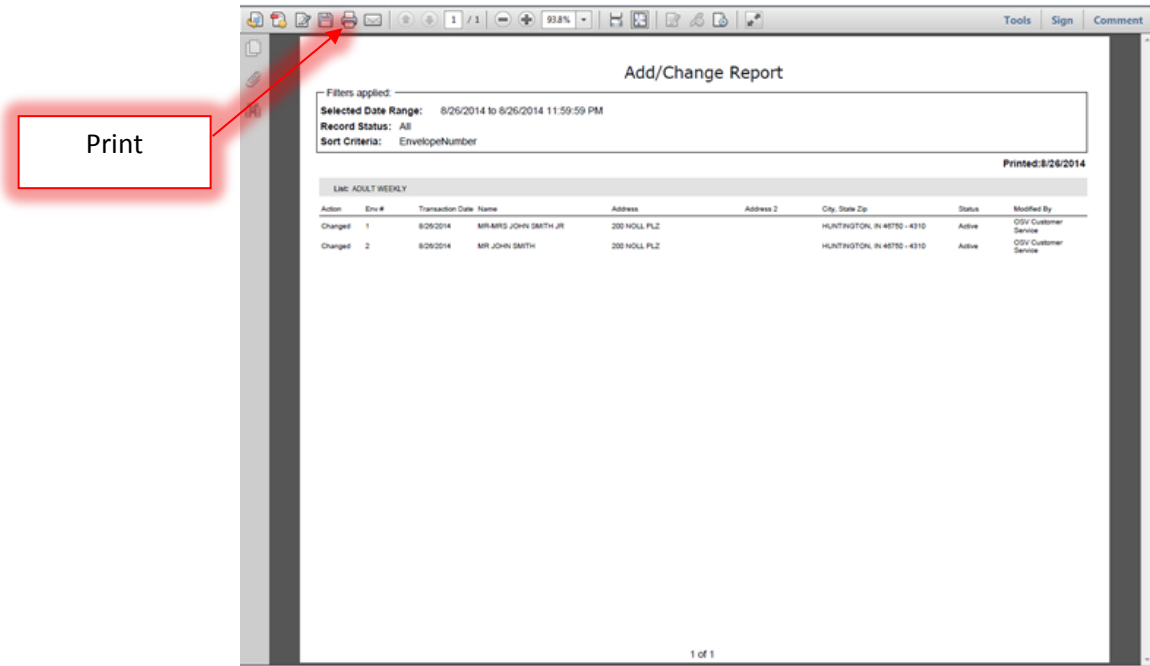 1 / 1 93.8% Tools Sign Comment
Add/Change Report
Filters applied:
Selected Date Range: 8/26/2014 to 8/26/2014 11:59:59 PM
Record Status: All
Sort Criteria: EnvelopeNumber
Print
Printed:8/26/2014
List: ADULT WEEKLY
Action Env # Transaction Date Name Address Address 2 City, State Zip Status Modified By
Changed 1 8/26/2014 MR-MRS JOHN SMITH JR 200 NOLL PLZ HUNTINGTON, IN 46750 - 4310 Active OSV Customer Service
Changed 2 8/26/2014 MR JOHN SMITH 200 NOLL PLZ HUNTINGTON, IN 46750 - 4310 Active OSV Customer Service
1 of 1